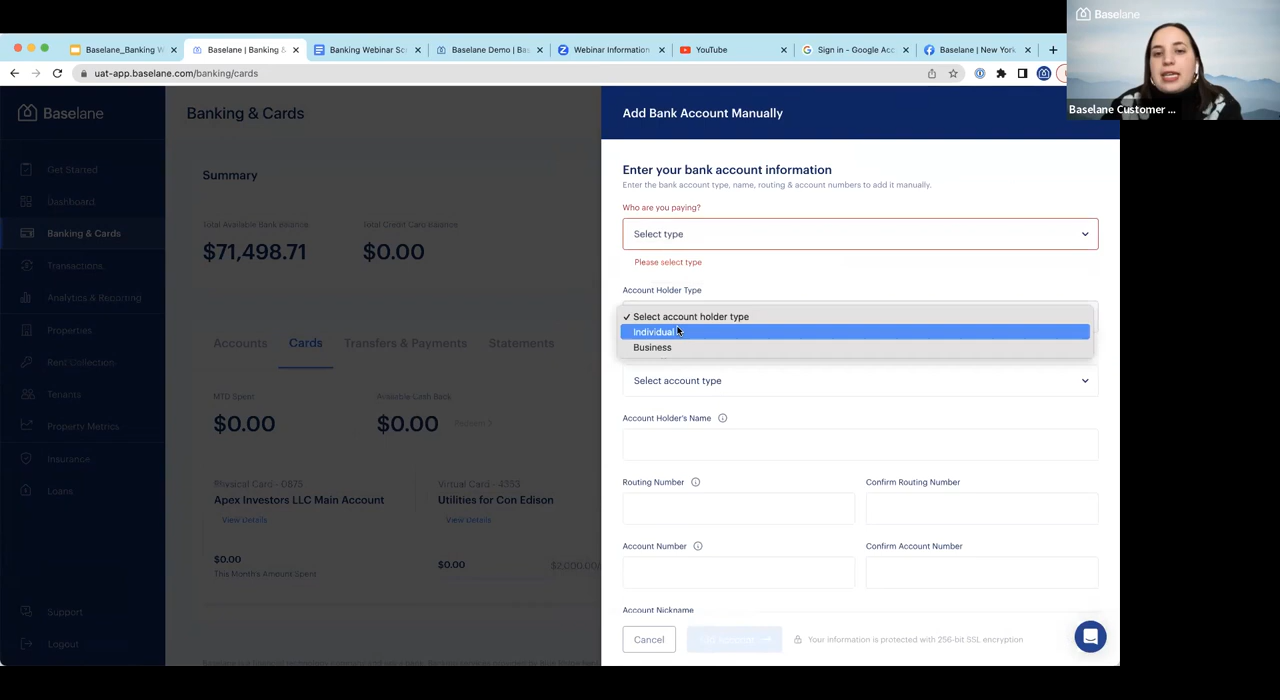 Baselane_Banking W
Baselane | Banking &
Banking Webinar Sc
Baselane Demo | Bas
Webinar Information
YouTube
Sign in - Google Acc
Baselane | New York
uat-app.baselane.com/banking/cards
Baselane
Baselane Customer ...
Baselane
Get Started
Dashboard
Banking & Cards
Transactions
Analytics & Reporting
Properties
Rent Collection
Tenants
Property Metrics
Insurance
Loans
Support
Logout
Banking & Cards
Summary
Total Available Bank Balance
Total Credit Card Balance
$71,498.71
$0.00
Accounts
Cards
Transfers & Payments
Statements
MTD Spent
Available Cash Back
$0.00
$0.00
Physical Card - 0875
Virtual Card - 4333
Apex Investors LLC Main Account
Utilities for Con Edison
View Details
View Details
$0.00
$0.00
$2,000.00/
This Month's Amount Spent
Add Bank Account Manually
Enter your bank account information
Enter the bank account type, name, routing & account numbers to add it manually.
Who are you paying?
Select type
Please select type
Account Holder Type
✓ Select account holder type
Individual
Business
Select account type
Account Holder's Name
Routing Number
Confirm Routing Number
Account Number
Confirm Account Number
Account Nickname
Cancel
Your information is protected with 256-bit SSL encryption